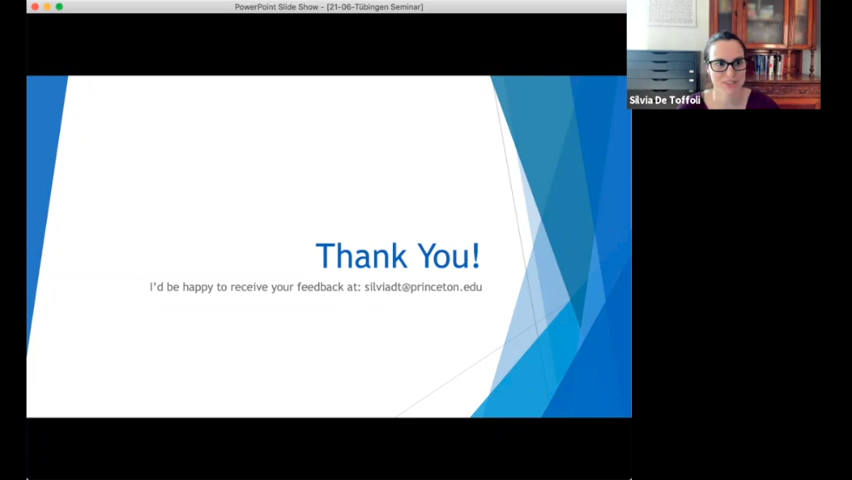 PowerPoint Slide Show - [21-06-Tübingen Seminar]
Silvia De Toffoli
Thank You!
I'd be happy to receive your feedback at: silviadt@princeton.edu